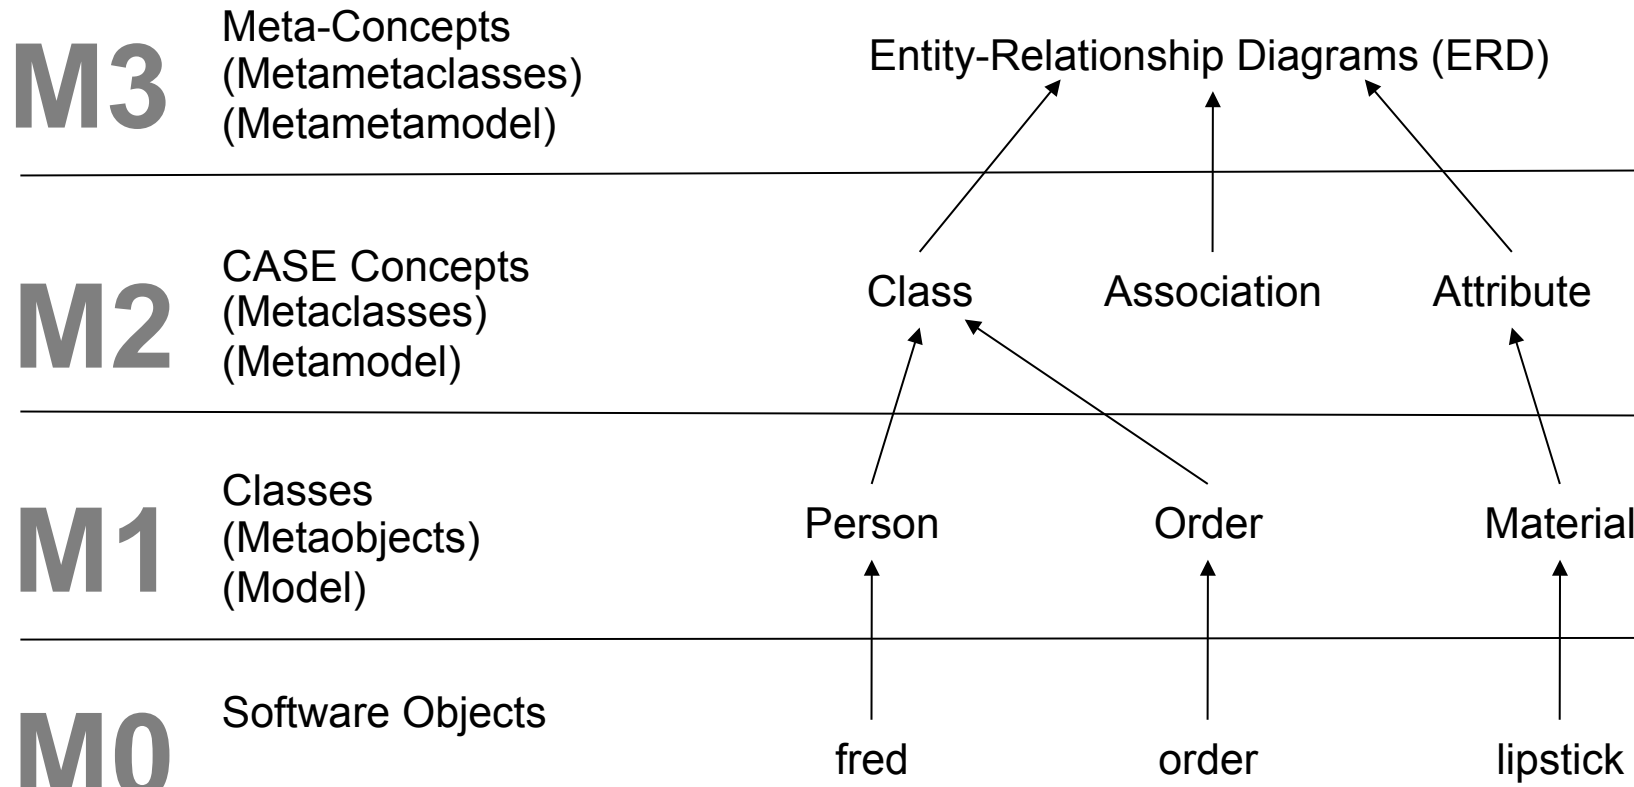 M3
Meta-Concepts
(Metametaclasses)
(Metametamodel)
Entity-Relationship Diagrams (ERD)
M2
CASE Concepts
(Metaclasses)
(Metamodel)
Class Association Attribute
M1
Classes
(Metaobjects)
(Model)
Person Order Material
M0
Software Objects
fred order lipstick